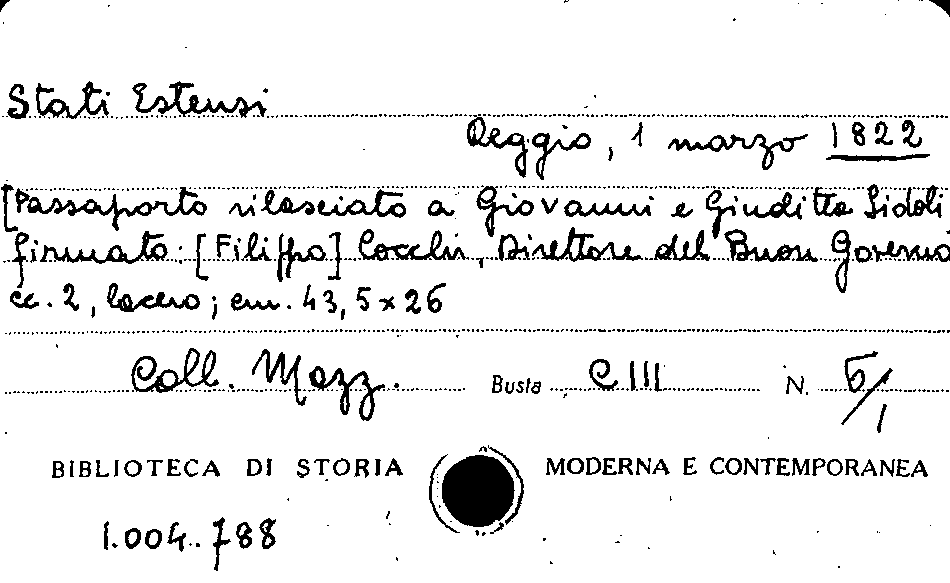 Stati Estensi
Reggio, 1 marzo 1822
[Passaporto rilasciato a Giovanni e Giuditta Sidoli
firmato: [Filippo] Cocchi, Direttore del Buon Governo
cc. 2, lacero; cm. 43,5 x 26
Coll. Mazz. Busta C III N. 5/1
BIBLIOTECA DI STORIA MODERNA E CONTEMPORANEA
1.004.788